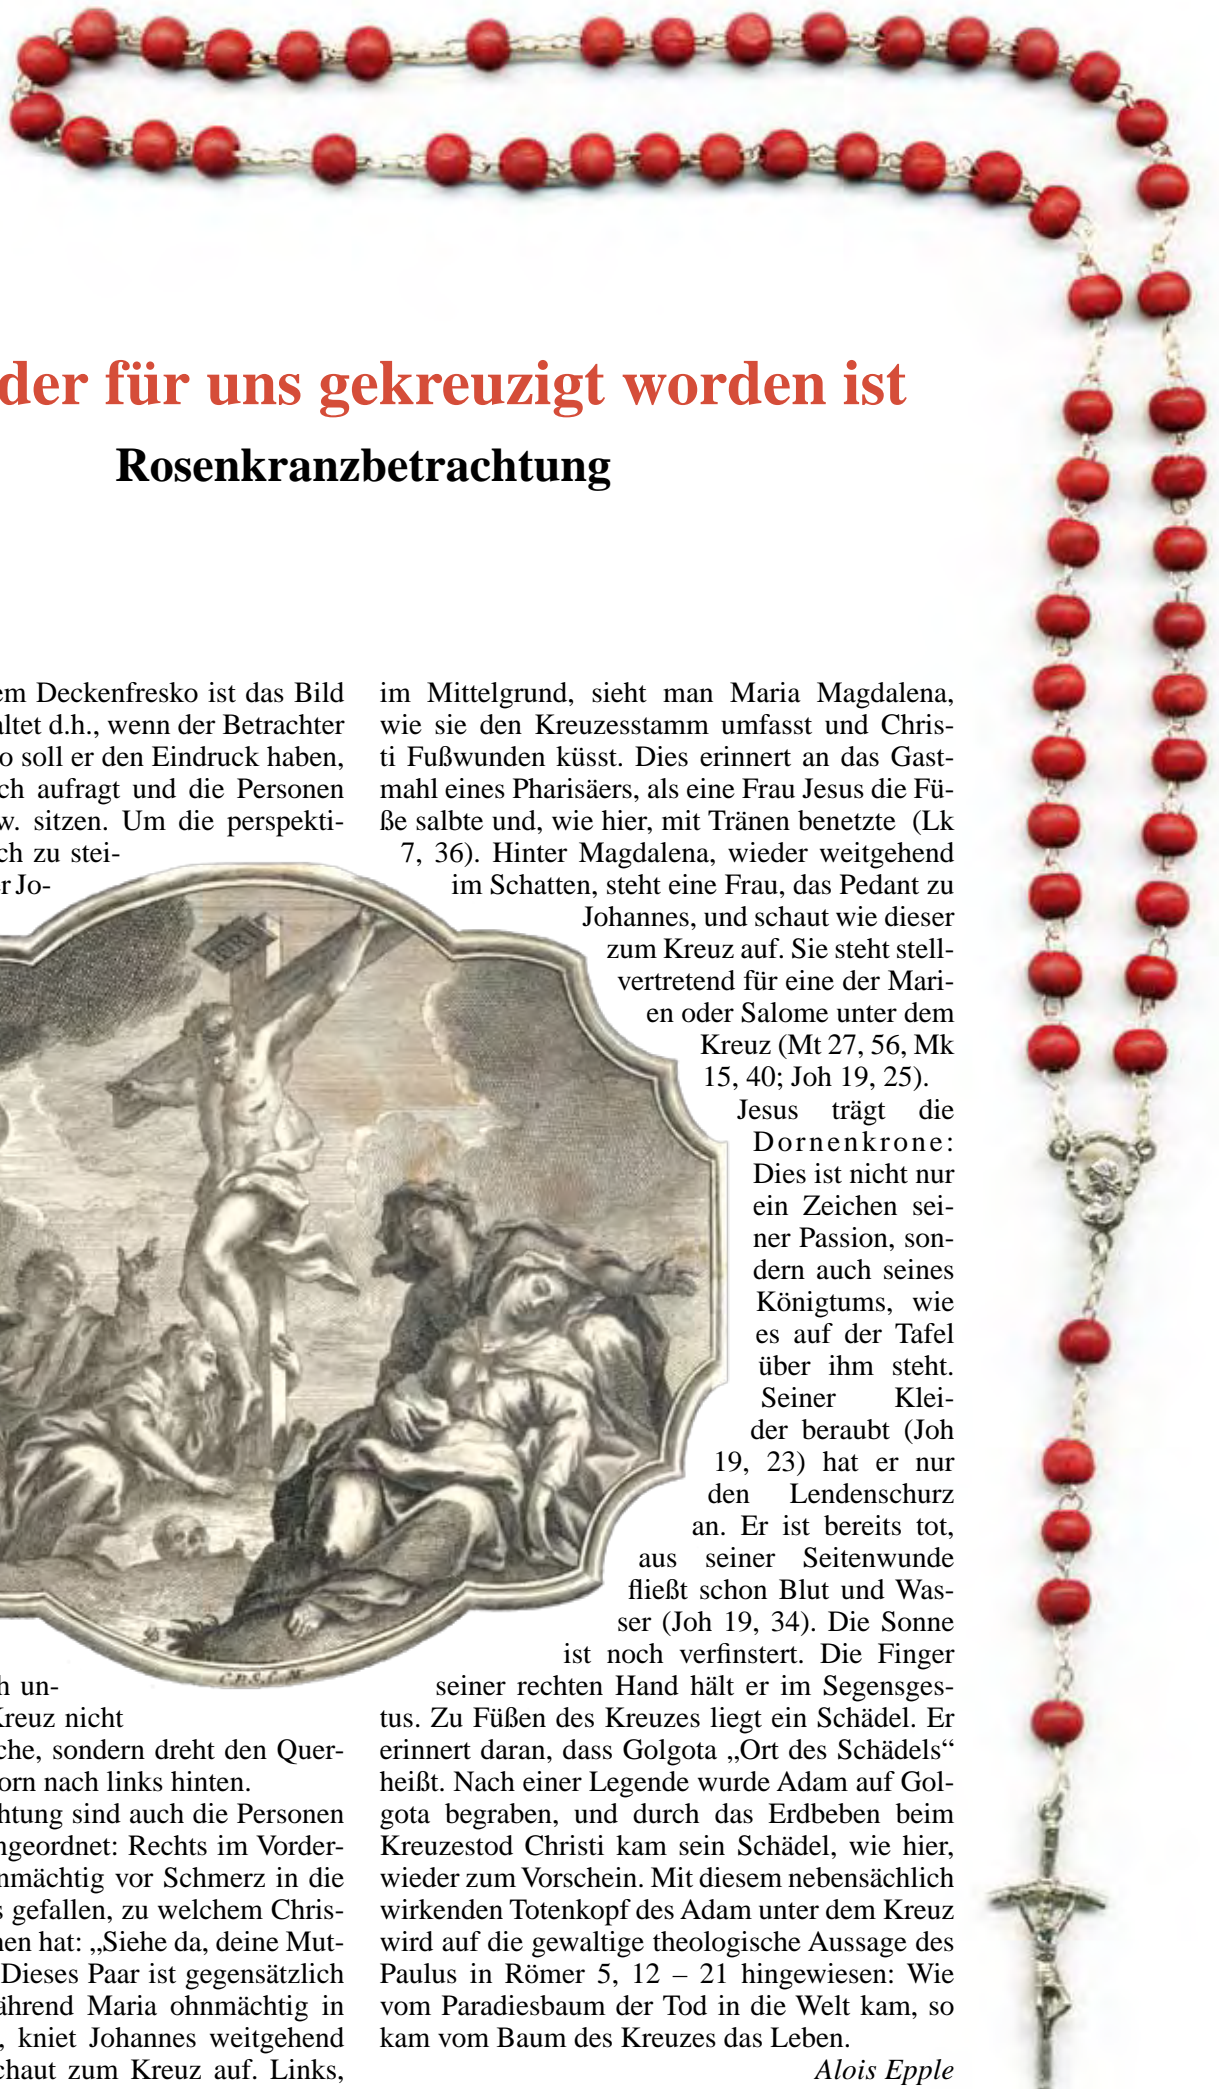 der für uns gekreuzigt worden ist
Rosenkranzbetrachtung
em Deckenfresko ist das Bild
altet d.h., wenn der Betrachter
o soll er den Eindruck haben,
ch aufragt und die Personen
w. sitzen. Um die perspekti-
ch zu stei-
er Jo-
h un-
Kreuz nicht
che, sondern dreht den Quer-
orn nach links hinten.
chtung sind auch die Personen
ngeordnet: Rechts im Vorder-
nmächtig vor Schmerz in die
s gefallen, zu welchem Chris-
hen hat: „Siehe da, deine Mut-
Dieses Paar ist gegensätzlich
ährend Maria ohnmächtig in
, kniet Johannes weitgehend
chaut zum Kreuz auf. Links,
im Mittelgrund, sieht man Maria Magdalena,
wie sie den Kreuzesstamm umfasst und Chris-
ti Fußwunden küsst. Dies erinnert an das Gast-
mahl eines Pharisäers, als eine Frau Jesus die Fü-
ße salbte und, wie hier, mit Tränen benetzte (Lk
7, 36). Hinter Magdalena, wieder weitgehend
im Schatten, steht eine Frau, das Pedant zu
Johannes, und schaut wie dieser
zum Kreuz auf. Sie steht stell-
vertretend für eine der Mari-
en oder Salome unter dem
Kreuz (Mt 27, 56, Mk
15, 40; Joh 19, 25).
Jesus trägt die
Dornenkrone:
Dies ist nicht nur
ein Zeichen sei-
ner Passion, son-
dern auch seines
Königtums, wie
es auf der Tafel
über ihm steht.
Seiner Klei-
der beraubt (Joh
19, 23) hat er nur
den Lendenschurz
an. Er ist bereits tot,
aus seiner Seitenwunde
fließt schon Blut und Was-
ser (Joh 19, 34). Die Sonne
ist noch verfinstert. Die Finger
seiner rechten Hand hält er im Segensges-
tus. Zu Füßen des Kreuzes liegt ein Schädel. Er
erinnert daran, dass Golgota „Ort des Schädels“
heißt. Nach einer Legende wurde Adam auf Gol-
gota begraben, und durch das Erdbeben beim
Kreuzestod Christi kam sein Schädel, wie hier,
wieder zum Vorschein. Mit diesem nebensächlich
wirkenden Totenkopf des Adam unter dem Kreuz
wird auf die gewaltige theologische Aussage des
Paulus in Römer 5, 12 – 21 hingewiesen: Wie
vom Paradiesbaum der Tod in die Welt kam, so
kam vom Baum des Kreuzes das Leben.
Alois Epple